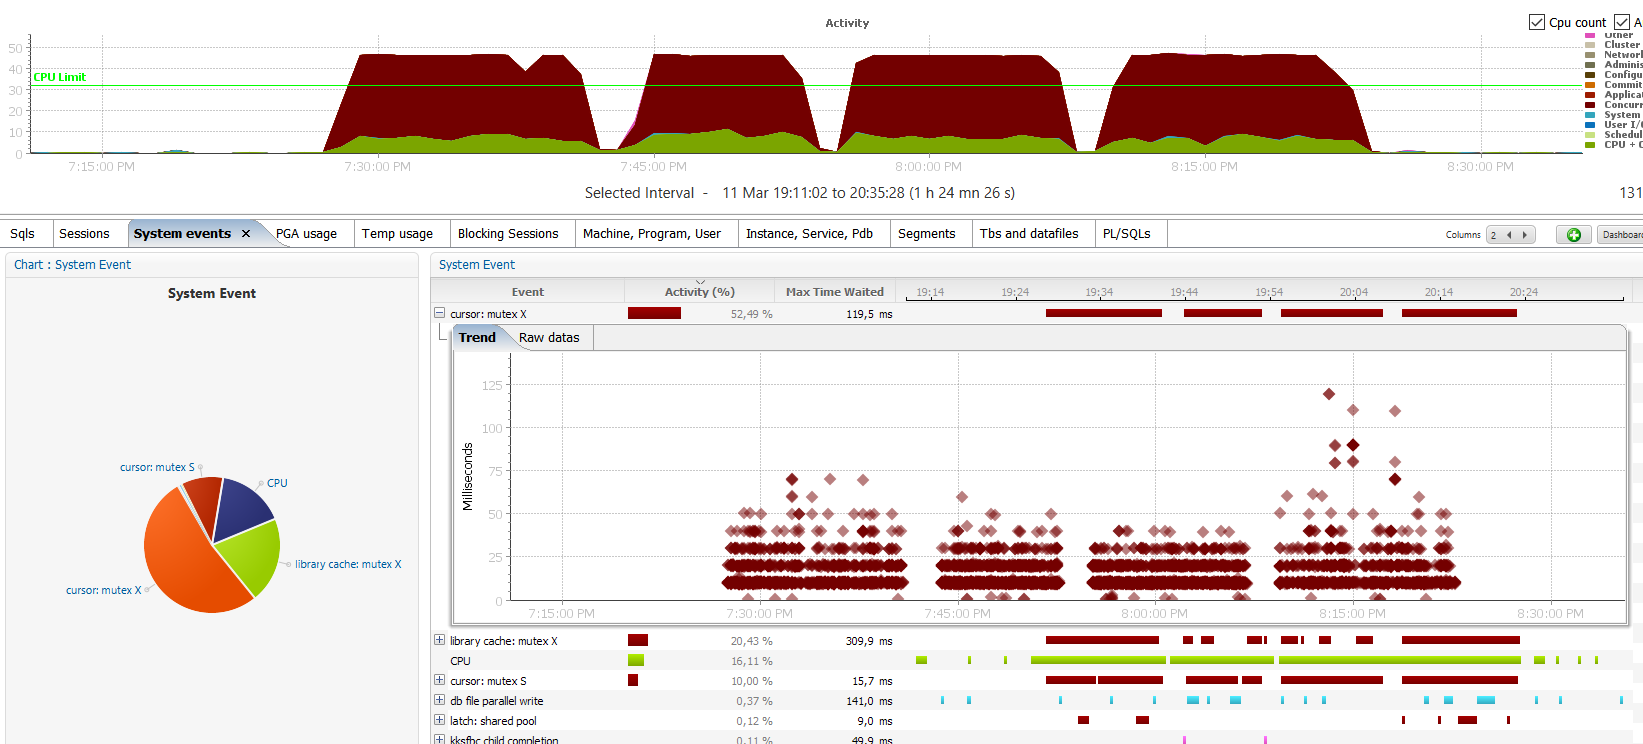 Activity
Cpu count
A
50
40
30
20
10
0
CPU Limit
Other
Cluster
Networ
Adminis
Configu
Commit
Applicat
Concurr
System
User I/
Schedul
CPU + C
7:15:00 PM 7:30:00 PM 7:45:00 PM 8:00:00 PM 8:15:00 PM 8:30:00 PM
Selected Interval - 11 Mar 19:11:02 to 20:35:28 (1 h 24 mn 26 s)
131
Sqls Sessions System events × PGA usage Temp usage Blocking Sessions Machine, Program, User Instance, Service, Pdb Segments Tbs and datafiles PL/SQLs
Columns 2 Dashboard
Chart : System Event
System Event
cursor: mutex S
CPU
library cache: mutex X
cursor: mutex X
System Event
Event Activity (%) Max Time Waited 19:14 19:24 19:34 19:44 19:54 20:04 20:14 20:24
cursor: mutex X 52,49 % 119,5 ms
Trend Raw datas
Milliseconds
125
100
75
50
25
0
7:15:00 PM 7:30:00 PM 7:45:00 PM 8:00:00 PM 8:15:00 PM 8:30:00 PM
library cache: mutex X 20,43 % 309,9 ms
CPU 16,11 %
cursor: mutex S 10,00 % 15,7 ms
db file parallel write 0,37 % 141,0 ms
latch: shared pool 0,12 % 9,0 ms
kksfbc child completion 0,11 % 49,9 ms